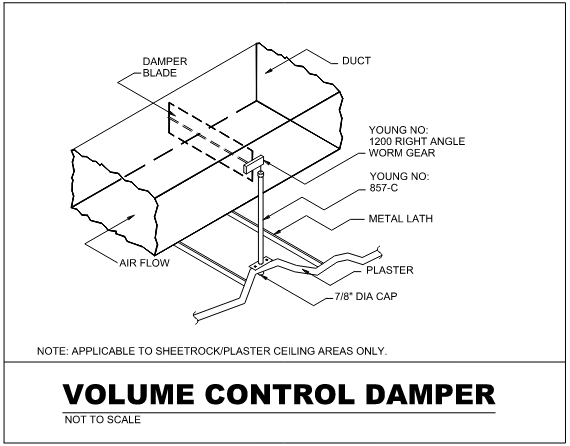 DAMPER
BLADE
DUCT
YOUNG NO:
1200 RIGHT ANGLE
WORM GEAR
YOUNG NO:
857-C
METAL LATH
AIR FLOW
PLASTER
7/8" DIA CAP
NOTE: APPLICABLE TO SHEETROCK/PLASTER CEILING AREAS ONLY.
VOLUME CONTROL DAMPER
NOT TO SCALE